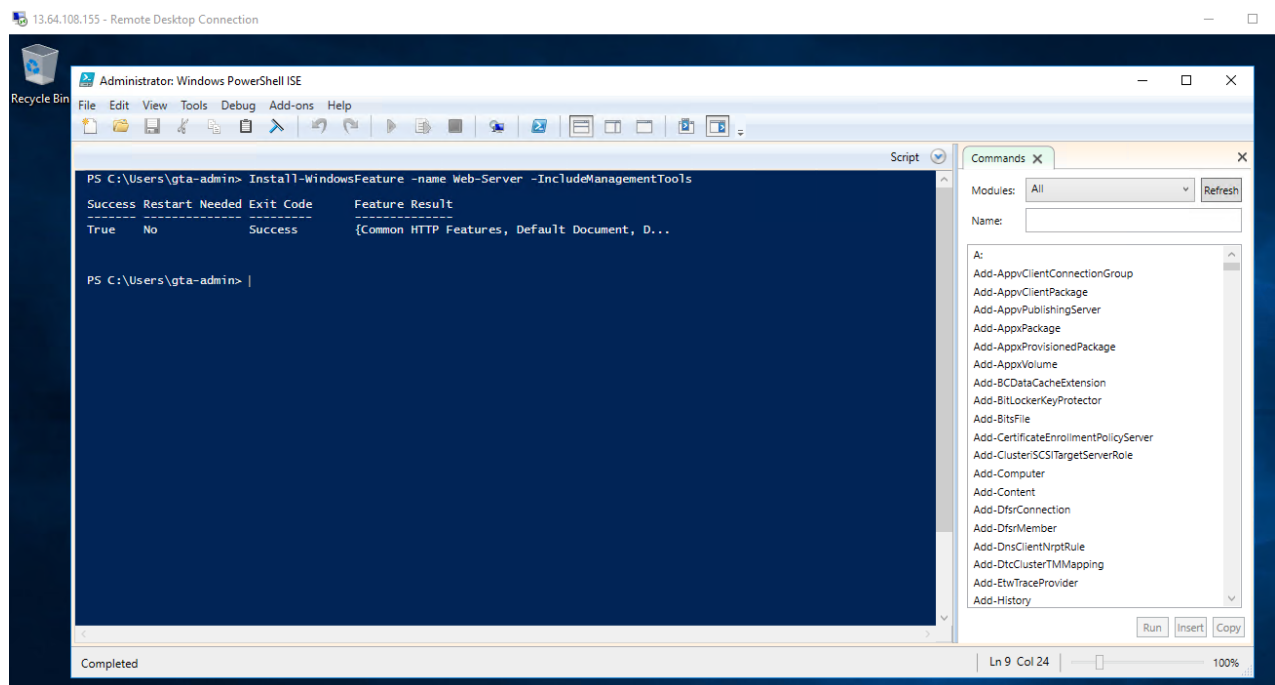 13.64.108.155 - Remote Desktop Connection
Recycle Bin
Administrator: Windows PowerShell ISE
File Edit View Tools Debug Add-ons Help
Script
PS C:\Users\gta-admin> Install-WindowsFeature -name Web-Server -IncludeManagementTools
Success Restart Needed Exit Code Feature Result
------- -------------- --------- --------------
True No Success {Common HTTP Features, Default Document, D...
PS C:\Users\gta-admin>
Commands
Modules: All Refresh
Name:
A:
Add-AppvClientConnectionGroup
Add-AppvClientPackage
Add-AppvPublishingServer
Add-AppxPackage
Add-AppxProvisionedPackage
Add-AppxVolume
Add-BCDataCacheExtension
Add-BitLockerKeyProtector
Add-BitsFile
Add-CertificateEnrollmentPolicyServer
Add-ClusteriSCSITargetServerRole
Add-Computer
Add-Content
Add-DfsrConnection
Add-DfsrMember
Add-DnsClientNrptRule
Add-DtcClusterTMMapping
Add-EtwTraceProvider
Add-History
Run Insert Copy
Completed
Ln 9 Col 24
100%